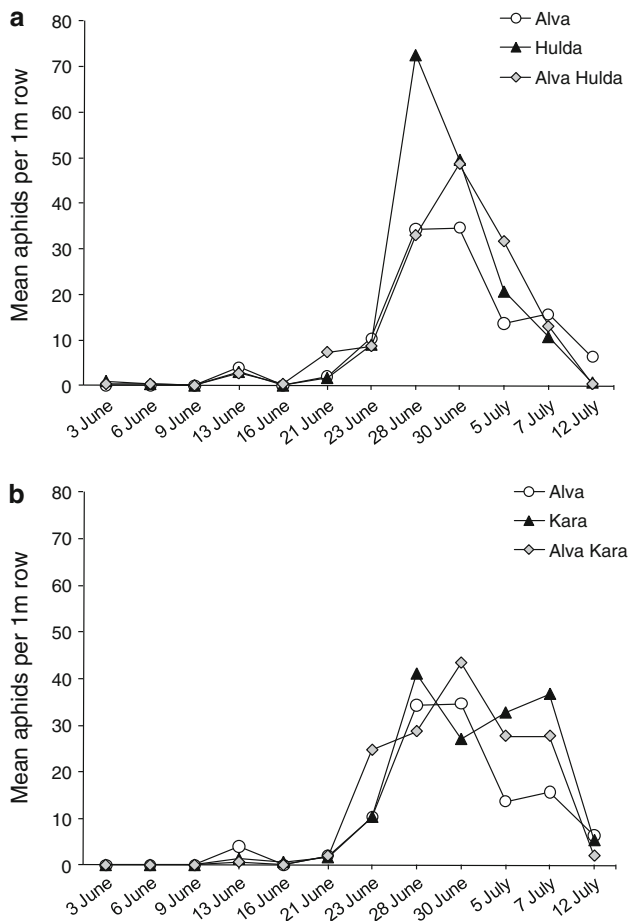 a
Mean aphids per 1m row
80
70
60
50
40
30
20
10
0
Alva
Hulda
Alva Hulda
3 June
6 June
9 June
13 June
16 June
21 June
23 June
28 June
30 June
5 July
7 July
12 July
b
Mean aphids per 1m row
80
70
60
50
40
30
20
10
0
Alva
Kara
Alva Kara
3 June
6 June
9 June
13 June
16 June
21 June
23 June
28 June
30 June
5 July
7 July
12 July